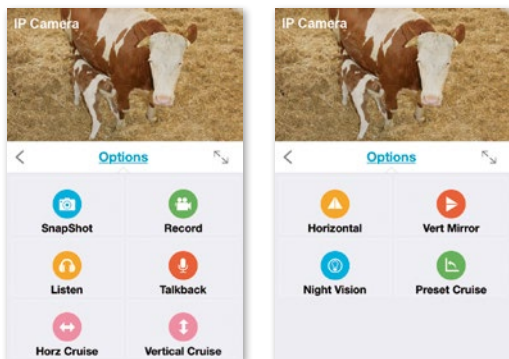 IP Camera
Options
SnapShot Record
Listen Talkback
Horz Cruise Vertical Cruise
IP Camera
Options
Horizontal Vert Mirror
Night Vision Preset Cruise